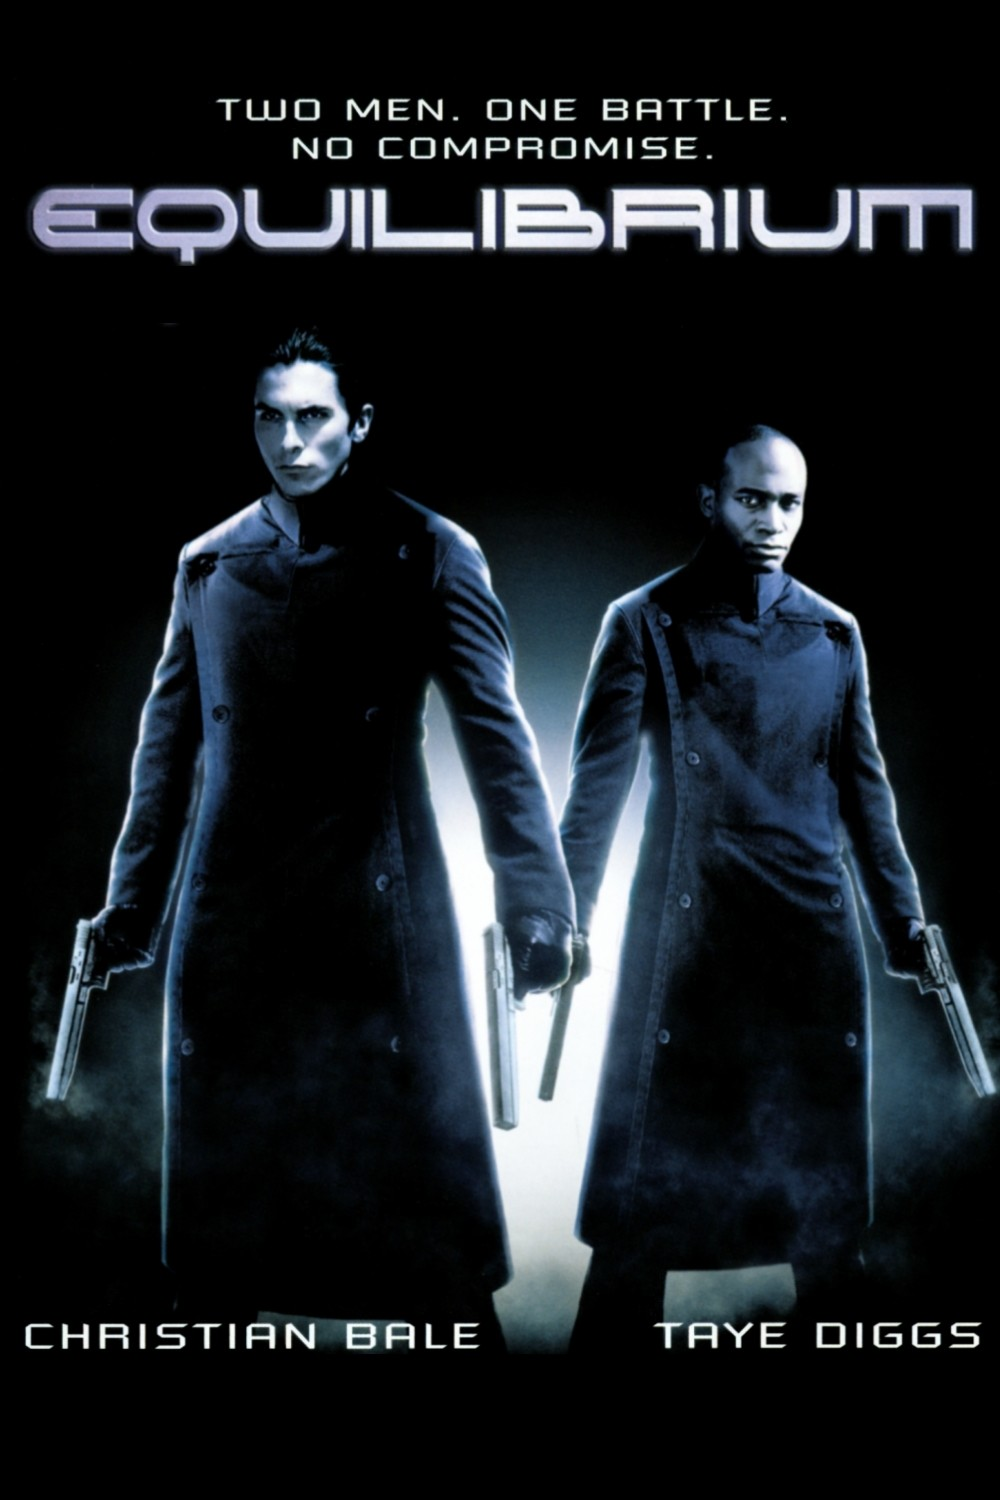 TWO MEN. ONE BATTLE.
NO COMPROMISE.
EQUILIBRIUM
CHRISTIAN BALE
TAYE DIGGS